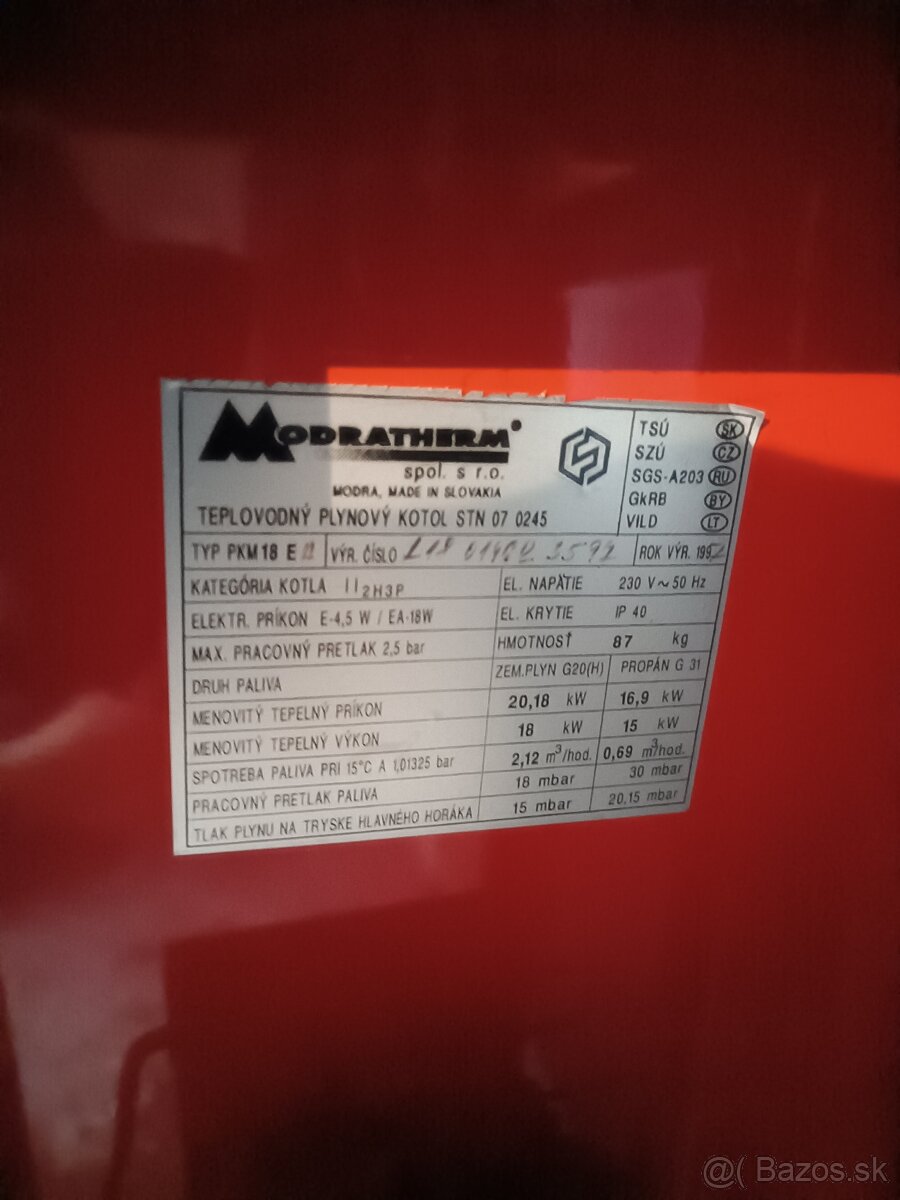 MODRATHERM®
spol. s r.o.
MODRA, MADE IN SLOVAKIA
TEPLOVODNÝ PLYNOVÝ KOTOL STN 07 0245
TSÚ SK
SZÚ CZ
SGS-A203 RU
GkRB BY
VILD LT
TYP PKM 18 E VÝR. ČÍSLO ROK VÝR. 199
KATEGÓRIA KOTLA II2H3P EL. NAPÄTIE 230 V ~ 50 Hz
ELEKTR. PRÍKON E-4,5 W / EA-18W EL. KRYTIE IP 40
MAX. PRACOVNÝ PRETLAK 2,5 bar HMOTNOSŤ 87 kg
DRUH PALIVA ZEM.PLYN G20(H) PROPÁN G 31
MENOVITÝ TEPELNÝ PRÍKON 20,18 kW 16,9 kW
MENOVITÝ TEPELNÝ VÝKON 18 kW 15 kW
SPOTREBA PALIVA PRI 15°C A 1,01325 bar 2,12 m³/hod. 0,69 m³/hod.
PRACOVNÝ PRETLAK PALIVA 18 mbar 30 mbar
TLAK PLYNU NA TRYSKE HLAVNÉHO HORÁKA 15 mbar 20,15 mbar
@( Bazos.sk